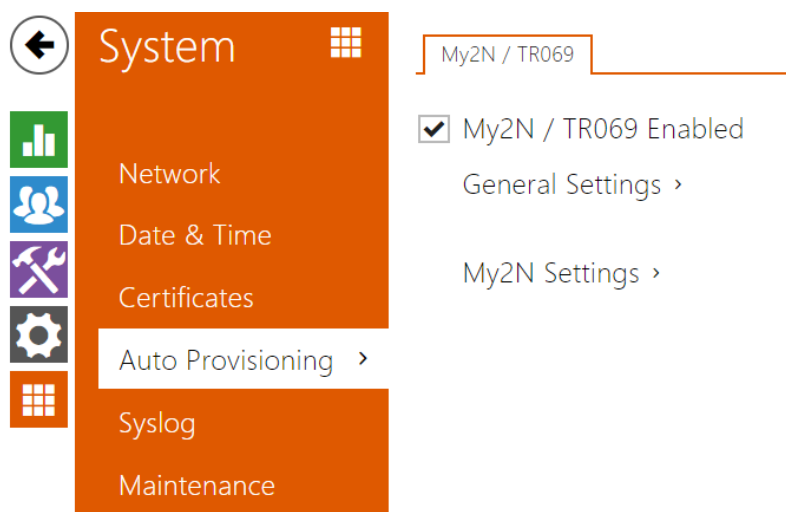 System
Network
Date & Time
Certificates
Auto Provisioning
Syslog
Maintenance
My2N / TR069
My2N / TR069 Enabled
General Settings
My2N Settings